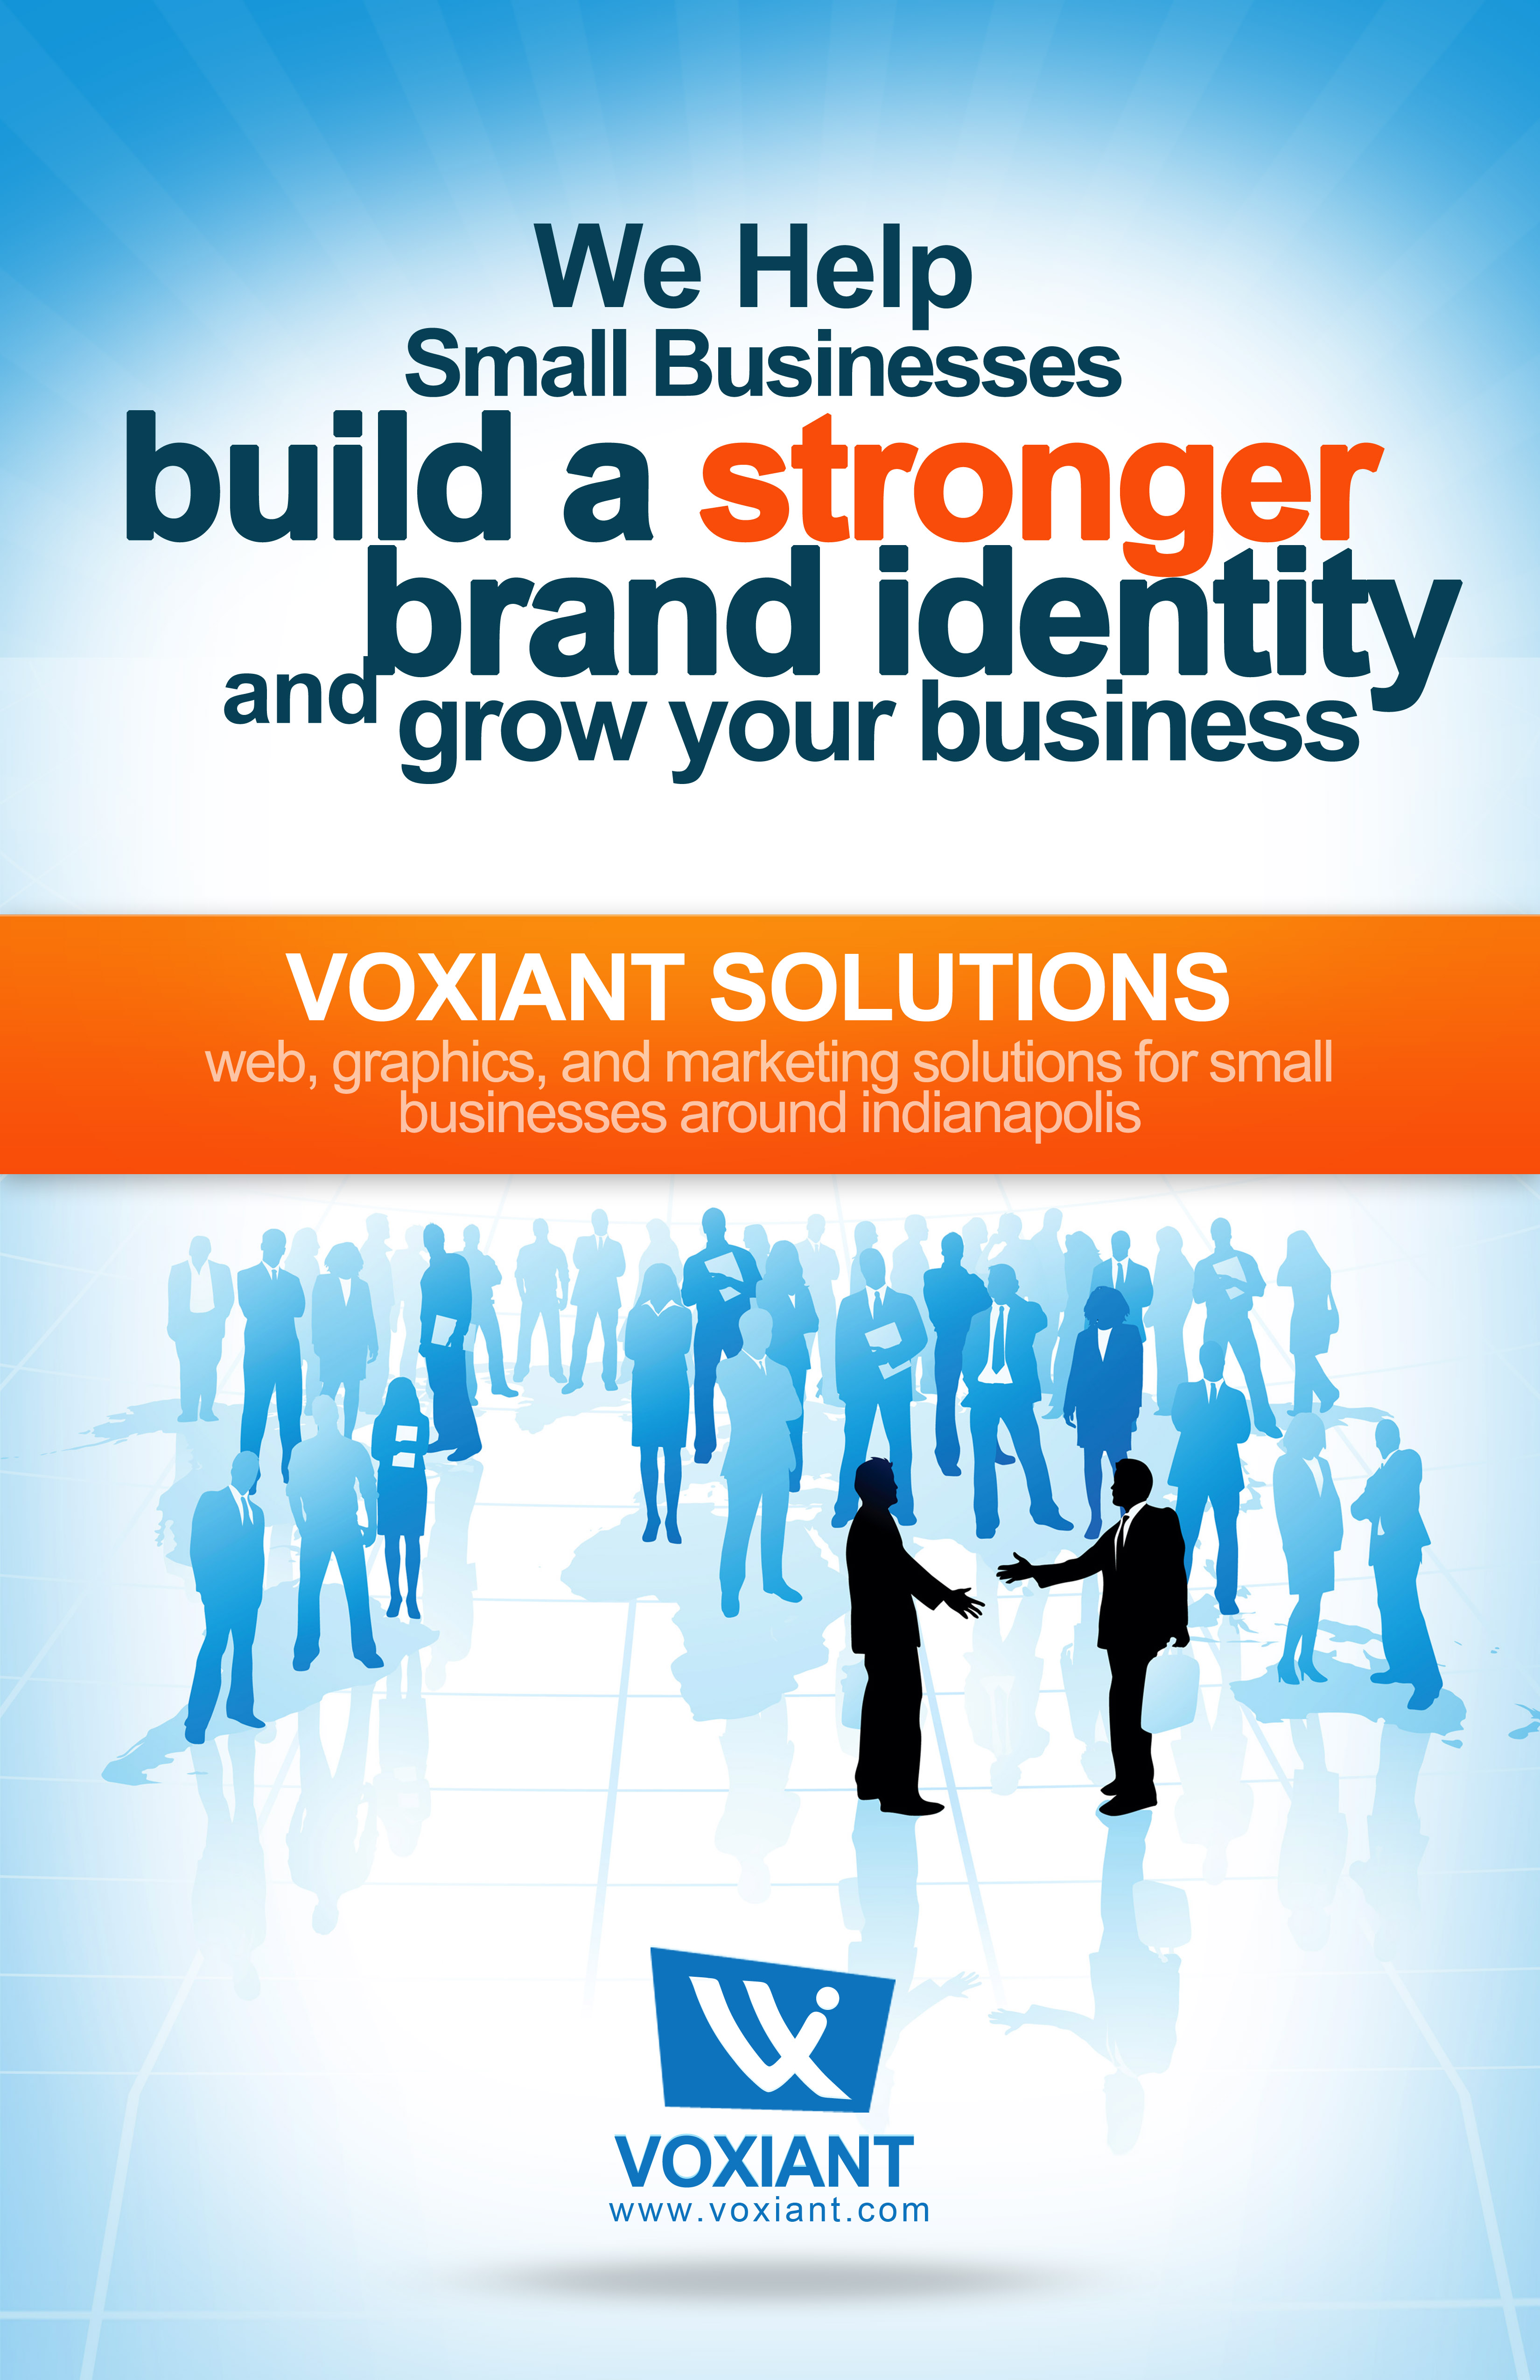 We Help
Small Businesses
build a stronger
brand identity
and grow your business
VOXIANT SOLUTIONS
web, graphics, and marketing solutions for small
businesses around indianapolis
VOXIANT
www.voxiant.com